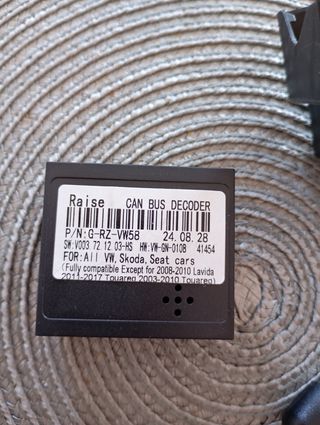 Raise CAN BUS DECODER
P/N:G-RZ-VW58 24.08.28
SW:V003 72 12 03-HS HW:VW-GN-010B 41454
FOR:All VW, Skoda, Seat cars
(Fully compatible Except for 2008-2010 Lavida
2011-2017 Touareg 2003-2010 Touareg)